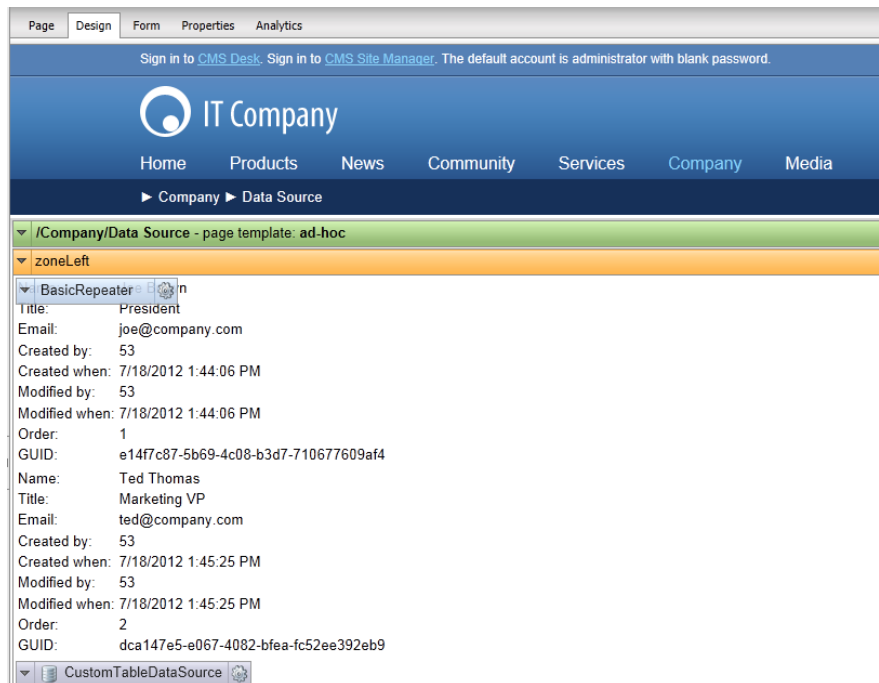 Page Design Form Properties Analytics
Sign in to CMS Desk. Sign in to CMS Site Manager. The default account is administrator with blank password.
IT Company
Home Products News Community Services Company Media
► Company ► Data Source
/Company/Data Source - page template: ad-hoc
zoneLeft
BasicRepeater
Title: President
Email: joe@company.com
Created by: 53
Created when: 7/18/2012 1:44:06 PM
Modified by: 53
Modified when: 7/18/2012 1:44:06 PM
Order: 1
GUID: e14f7c87-5b69-4c08-b3d7-710677609af4
Name: Ted Thomas
Title: Marketing VP
Email: ted@company.com
Created by: 53
Created when: 7/18/2012 1:45:25 PM
Modified by: 53
Modified when: 7/18/2012 1:45:25 PM
Order: 2
GUID: dca147e5-e067-4082-bfea-fc52ee392eb9
CustomTableDataSource